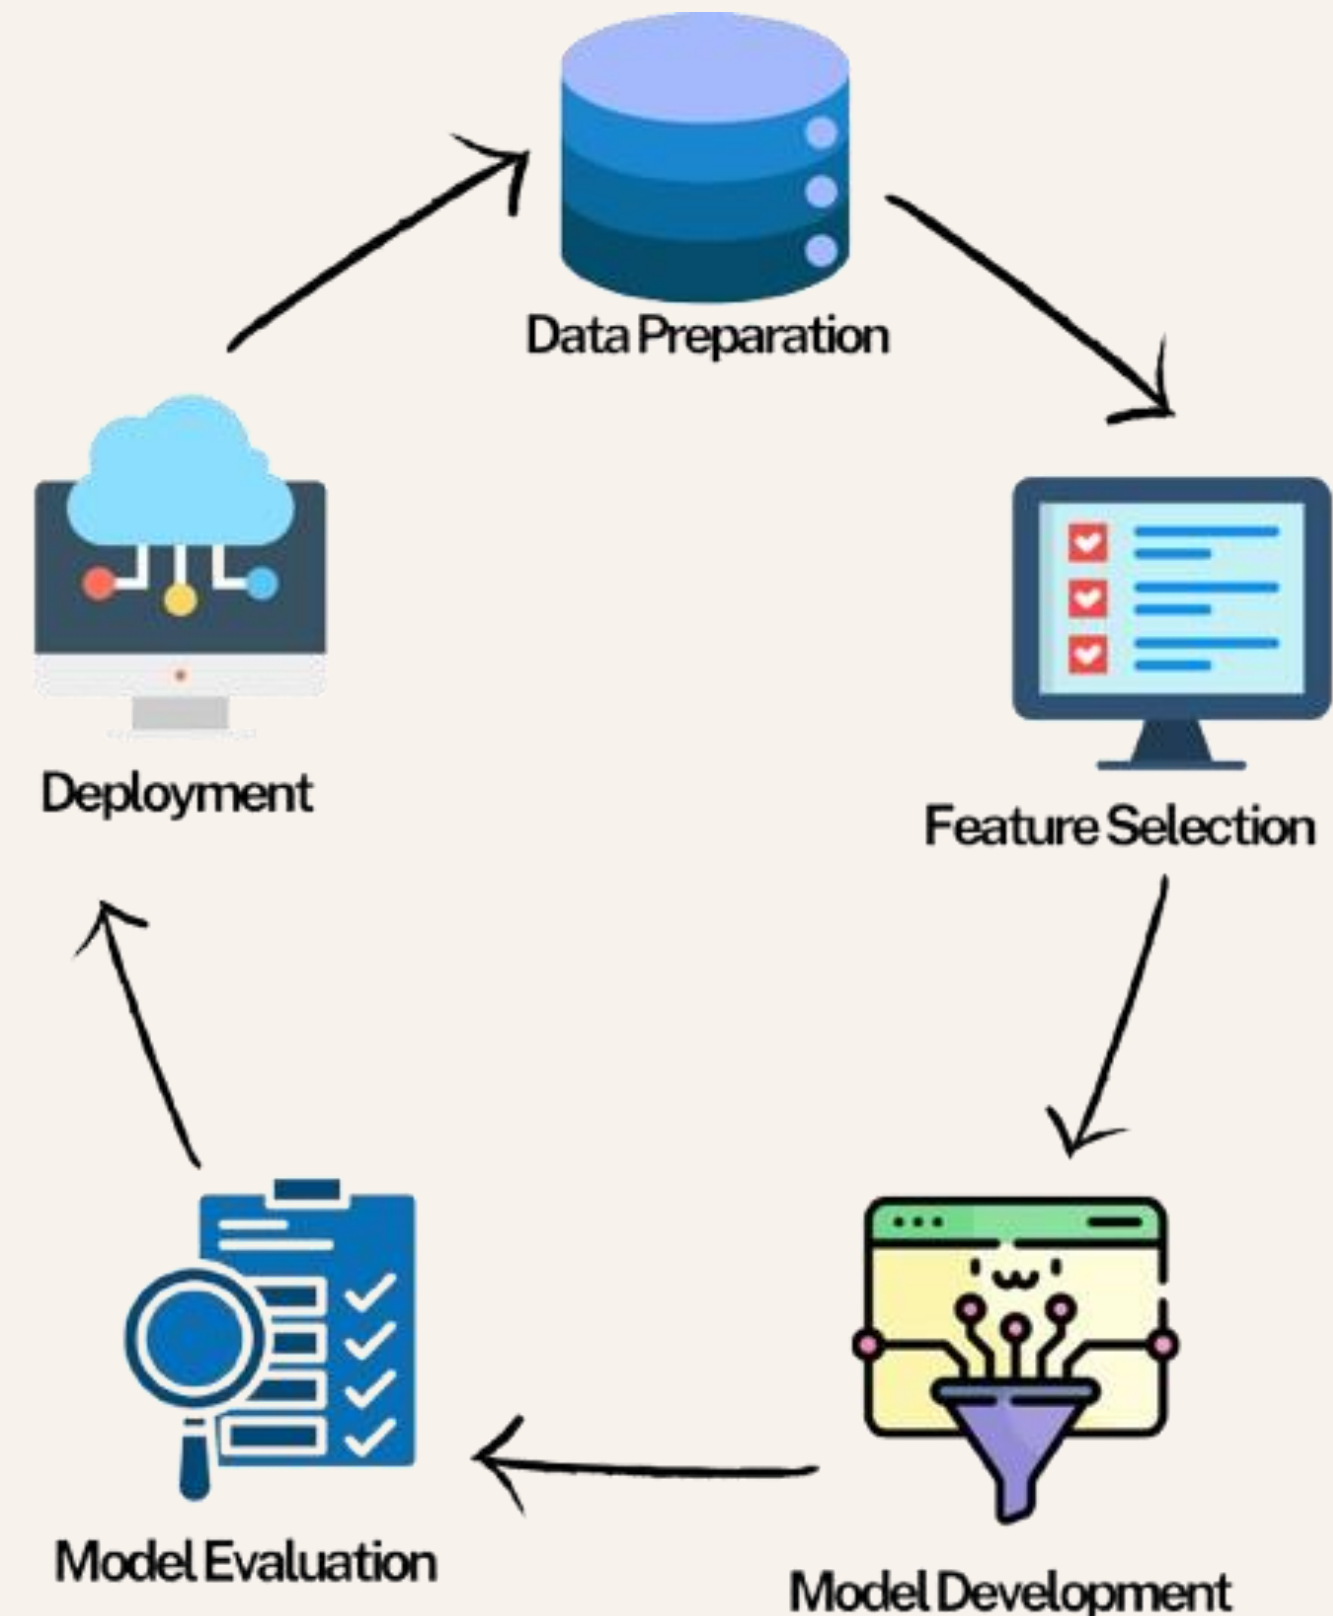 Data Preparation
Deployment
Feature Selection
Model Evaluation
Model Development